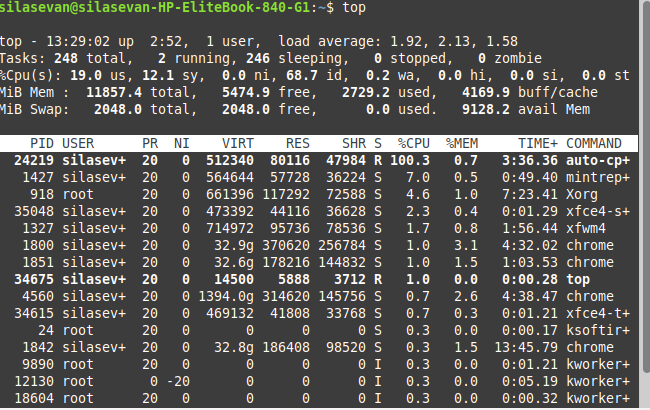 silasevan@silasevan-HP-EliteBook-840-G1:~$ top
top - 13:29:02 up  2:52,  1 user,  load average: 1.92, 2.13, 1.58
Tasks: 248 total,   2 running, 246 sleeping,   0 stopped,   0 zombie
%Cpu(s): 19.0 us, 12.1 sy,  0.0 ni, 68.7 id,  0.2 wa,  0.0 hi,  0.0 si,  0.0 st
MiB Mem :  11857.4 total,   5474.9 free,   2729.2 used,   4169.9 buff/cache
MiB Swap:   2048.0 total,   2048.0 free,      0.0 used.   9128.2 avail Mem
PID USER      PR  NI    VIRT    RES    SHR S  %CPU  %MEM     TIME+ COMMAND
24219 silasev+  20   0  512340  80116  47984 R 100.3   0.7   3:36.36 auto-cp+
1427 silasev+  20   0  564644  57728  36224 S   7.0   0.5   0:49.40 mintrep+
918 root      20   0  661396 117292  72588 S   4.6   1.0   7:23.41 Xorg
35048 silasev+  20   0  473392  44116  36628 S   2.3   0.4   0:01.29 xfce4-s+
1327 silasev+  20   0  714972  95736  78536 S   1.7   0.8   1:56.44 xfwm4
1800 silasev+  20   0   32.9g 370620 256784 S   1.0   3.1   4:32.02 chrome
1851 silasev+  20   0   32.6g 178216 144832 S   1.0   1.5   1:03.53 chrome
34675 silasev+  20   0   14500   5888   3712 R   1.0   0.0   0:00.28 top
4560 silasev+  20   0 1394.0g 314620 145756 S   0.7   2.6   4:38.47 chrome
34615 silasev+  20   0  469132  41808  33768 S   0.7   0.3   0:01.21 xfce4-t+
24 root      20   0       0      0      0 S   0.3   0.0   0:00.17 ksoftir+
1842 silasev+  20   0   32.8g 186408  98520 S   0.3   1.5  13:45.79 chrome
9890 root      20   0       0      0      0 I   0.3   0.0   0:01.21 kworker+
12130 root       0 -20       0      0      0 I   0.3   0.0   0:05.19 kworker+
18604 root      20   0       0      0      0 I   0.3   0.0   0:00.32 kworker+